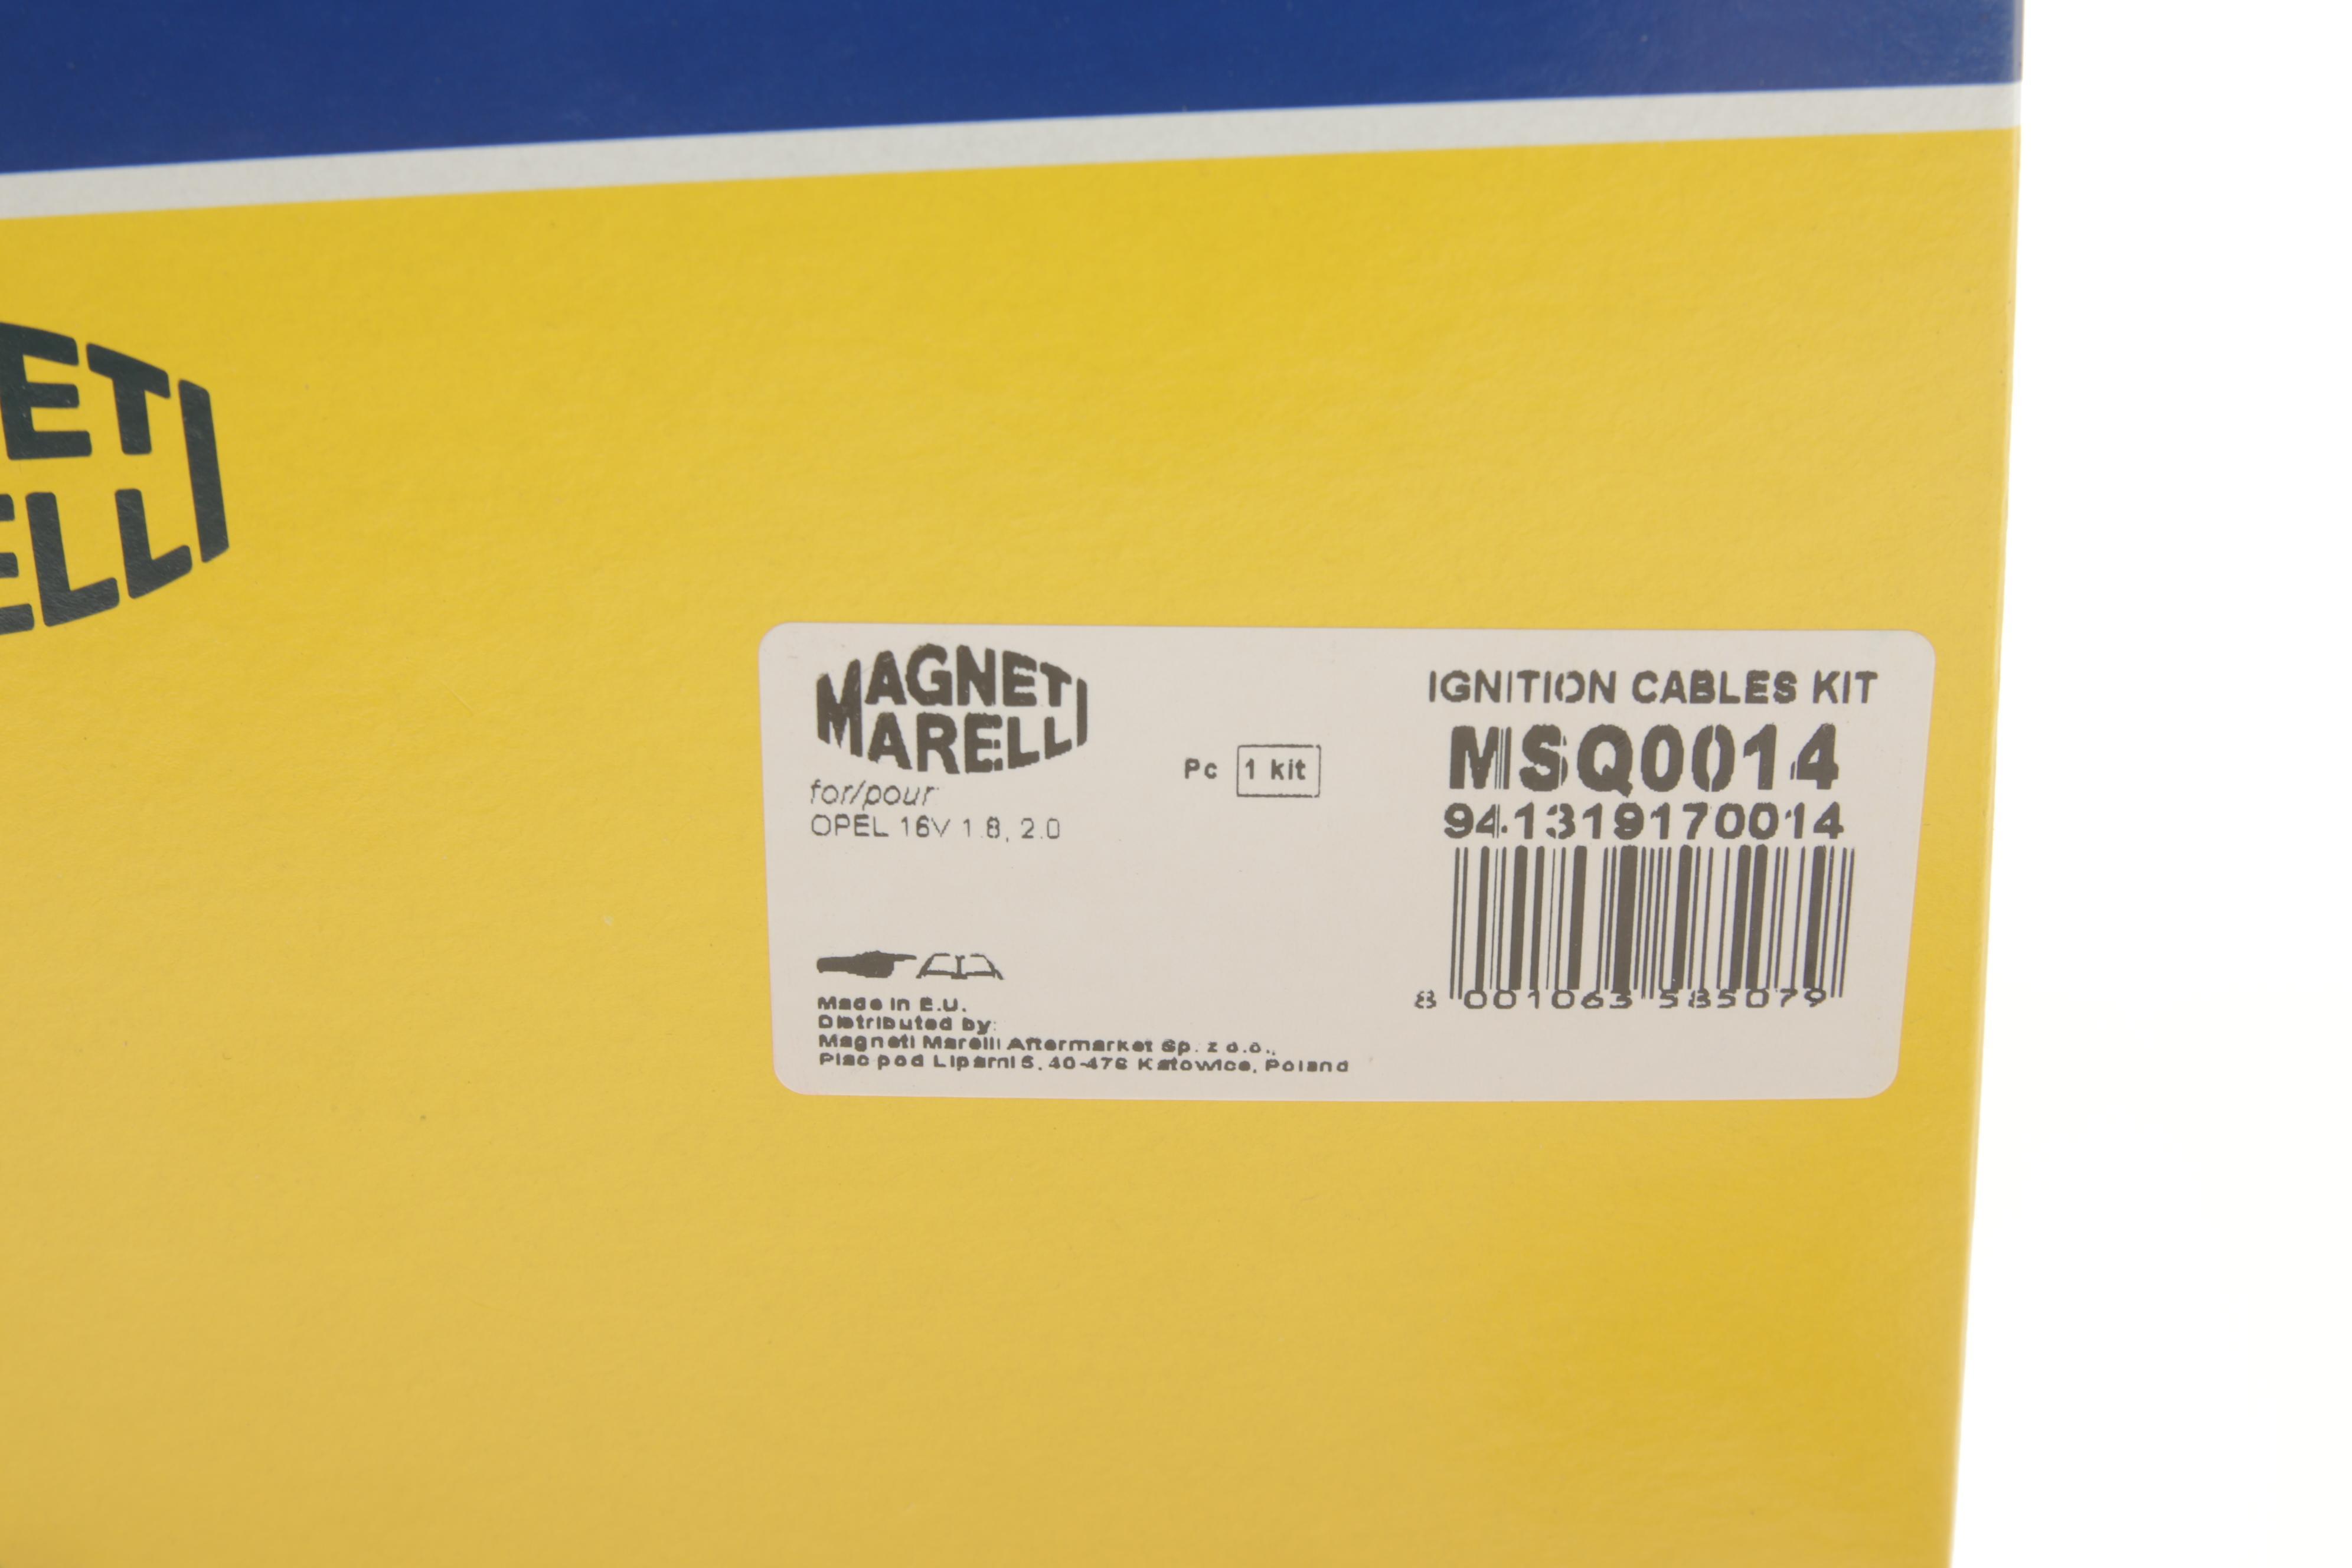 ETI
ELLI
MAGNETI
MARELLI
for/pour
OPEL 16V 1.8, 2.0
Pc 1 kit
IGNITION CABLES KIT
MSQ0014
941319170014
8 001063 585079
Made in E.U.
Distributed by:
Magneti Marelli Aftermarket Sp. z o.o.,
Plac pod Lipami 5, 40-476 Katowice, Poland